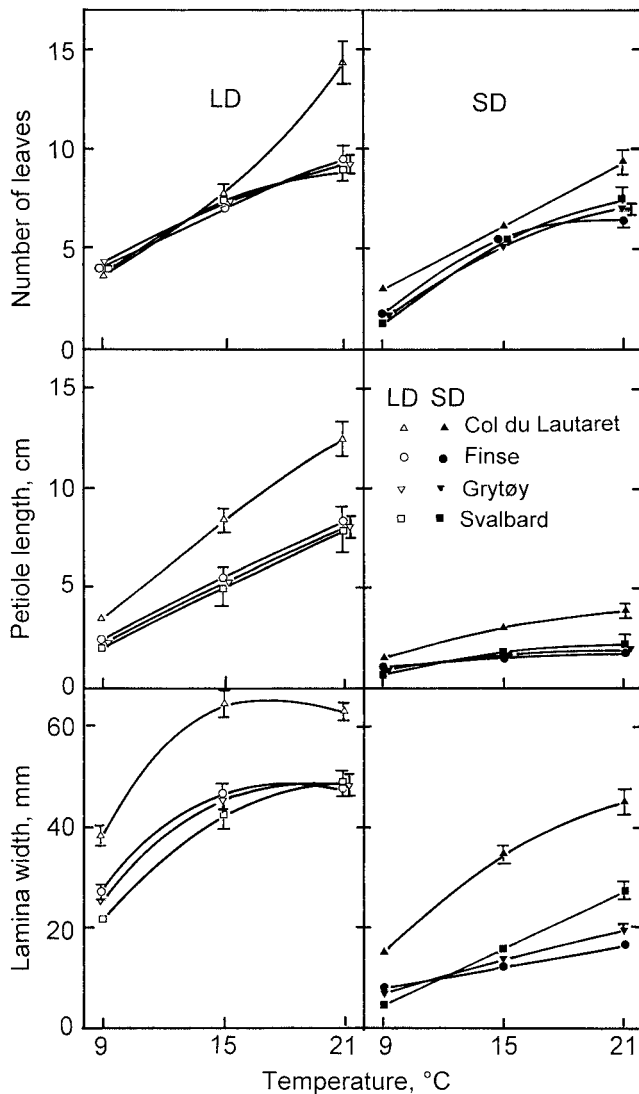 15
10
5
0
Number of leaves
LD
SD
15
10
5
0
Petiole length, cm
LD SD
Col du Lautaret
Finse
Grytøy
Svalbard
60
40
20
0
Lamina width, mm
9 15 21 9 15 21
Temperature, °C